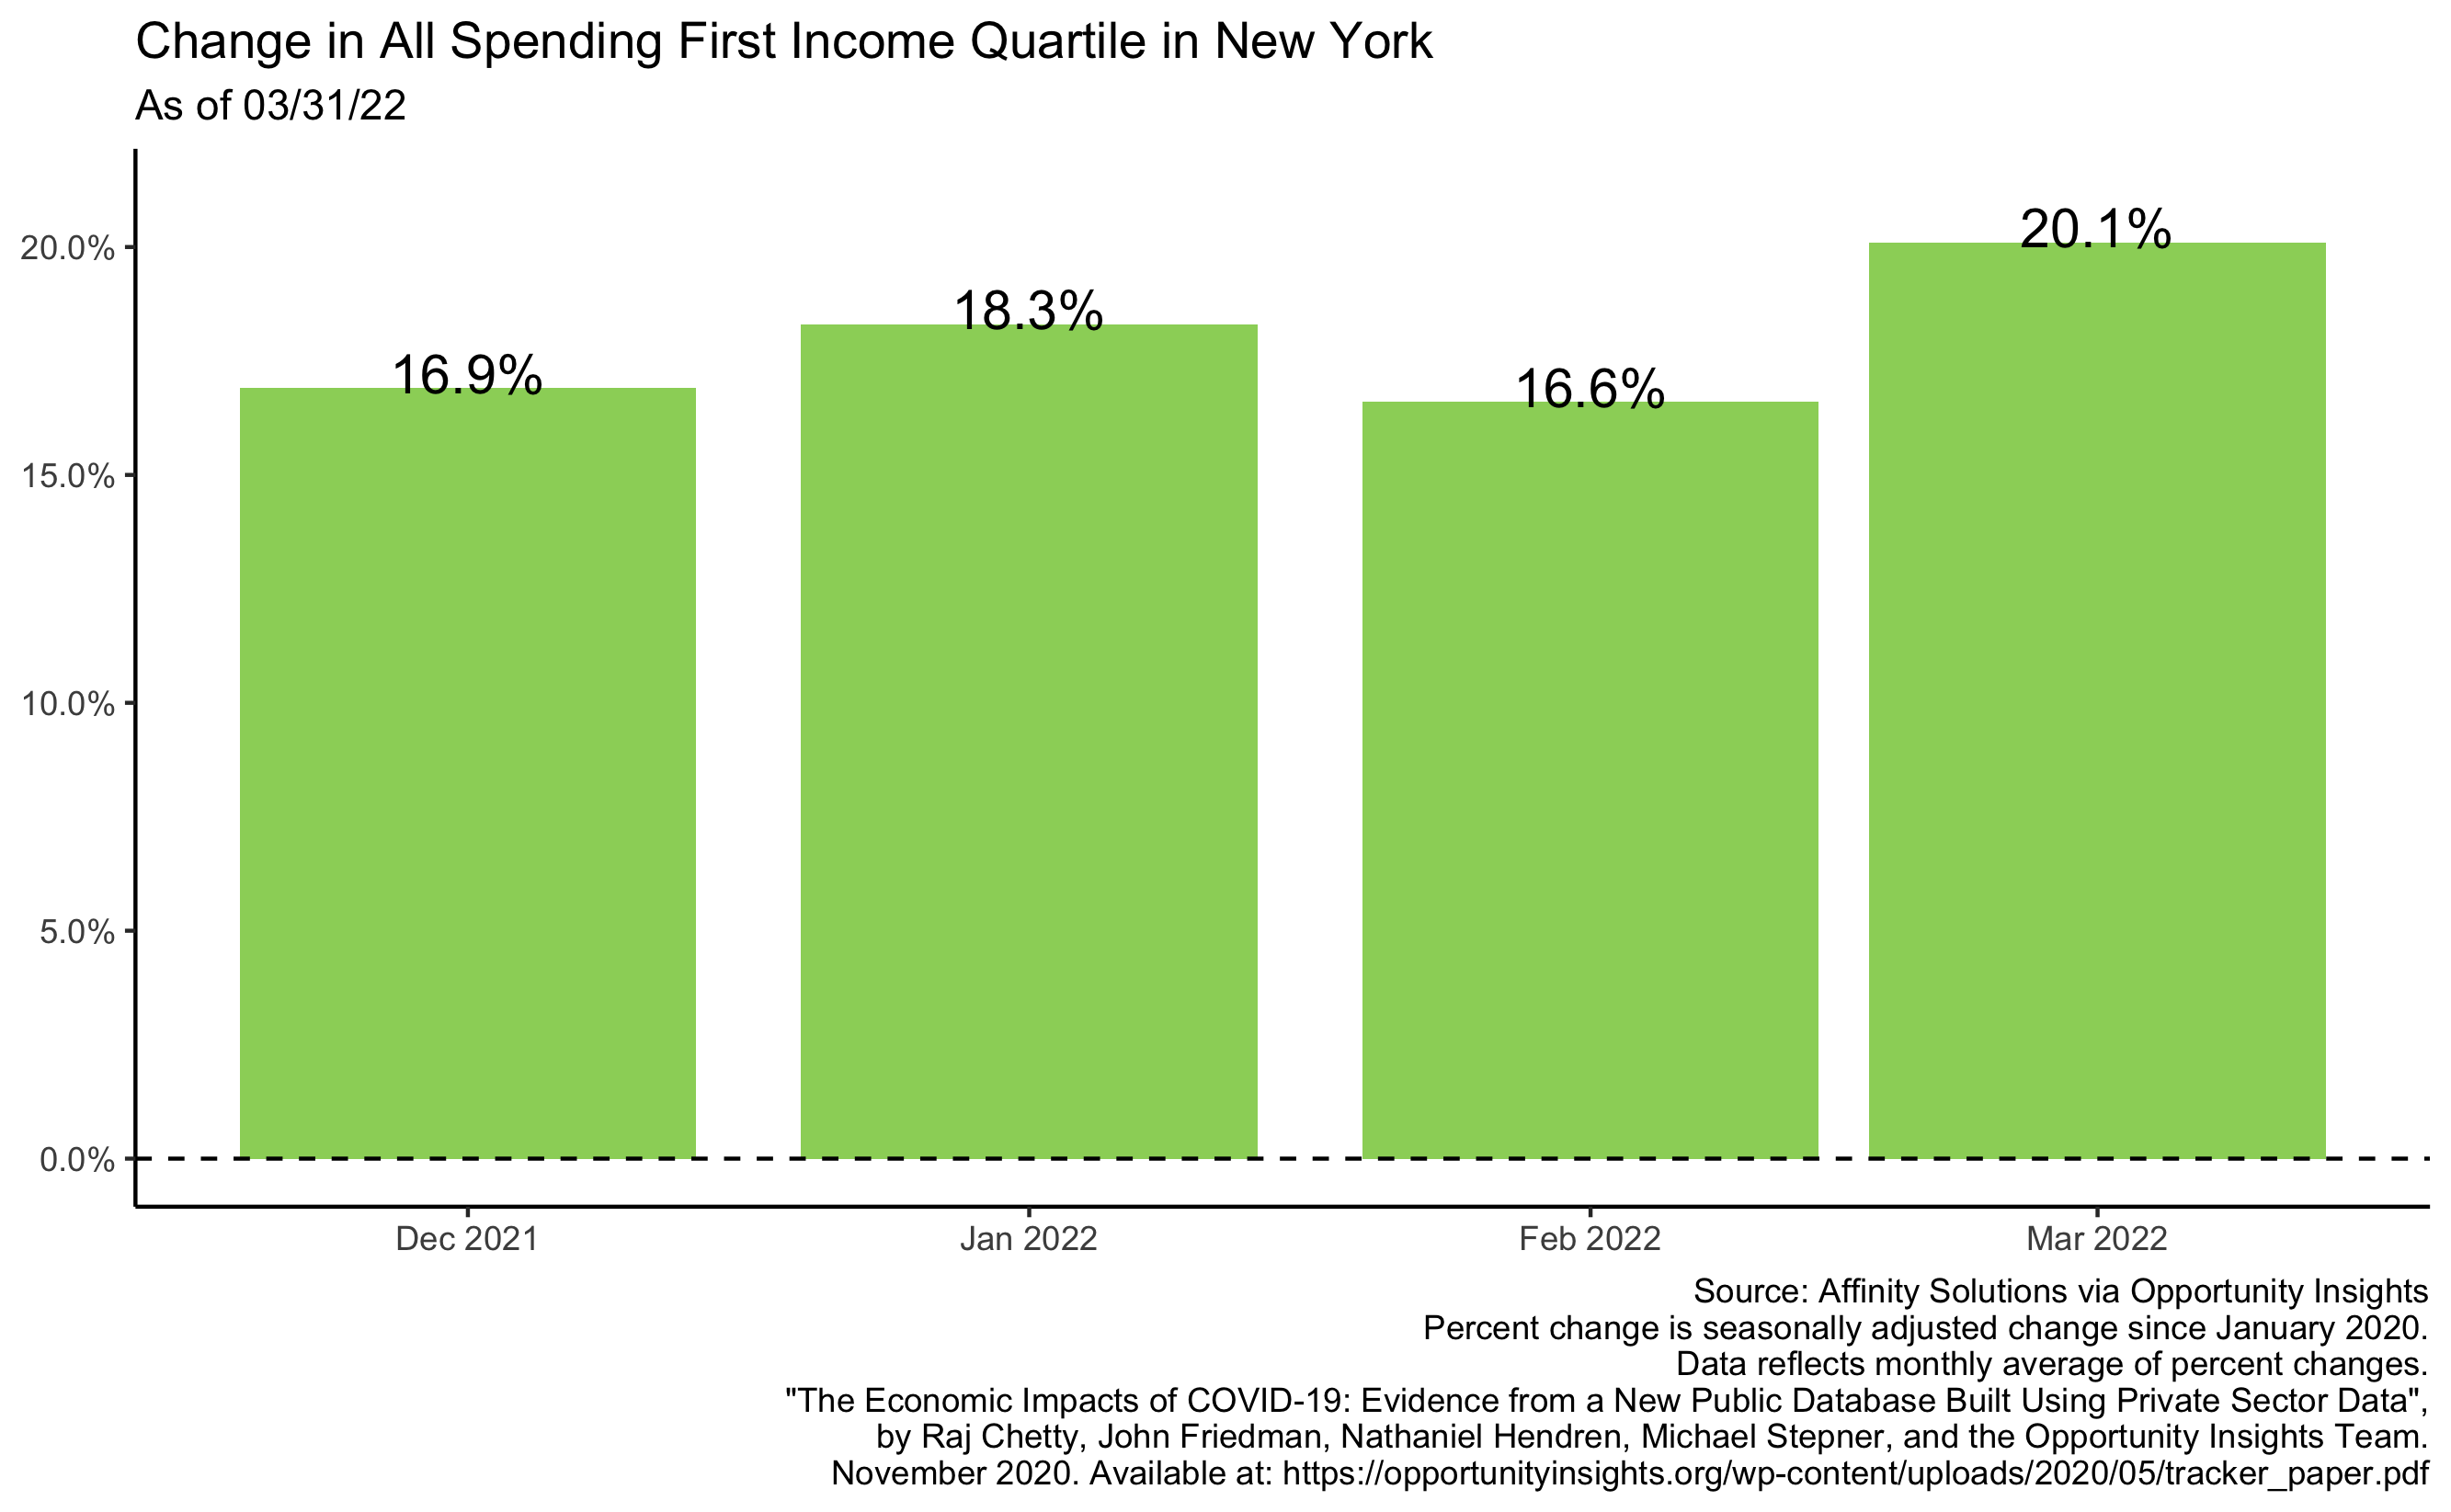 Change in All Spending First Income Quartile in New York
As of 03/31/22
20.0%
15.0%
10.0%
5.0%
0.0%
16.9%
18.3%
16.6%
20.1%
Dec 2021
Jan 2022
Feb 2022
Mar 2022
Source: Affinity Solutions via Opportunity Insights
Percent change is seasonally adjusted change since January 2020.
Data reflects monthly average of percent changes.
"The Economic Impacts of COVID-19: Evidence from a New Public Database Built Using Private Sector Data",
by Raj Chetty, John Friedman, Nathaniel Hendren, Michael Stepner, and the Opportunity Insights Team.
November 2020. Available at: https://opportunityinsights.org/wp-content/uploads/2020/05/tracker_paper.pdf